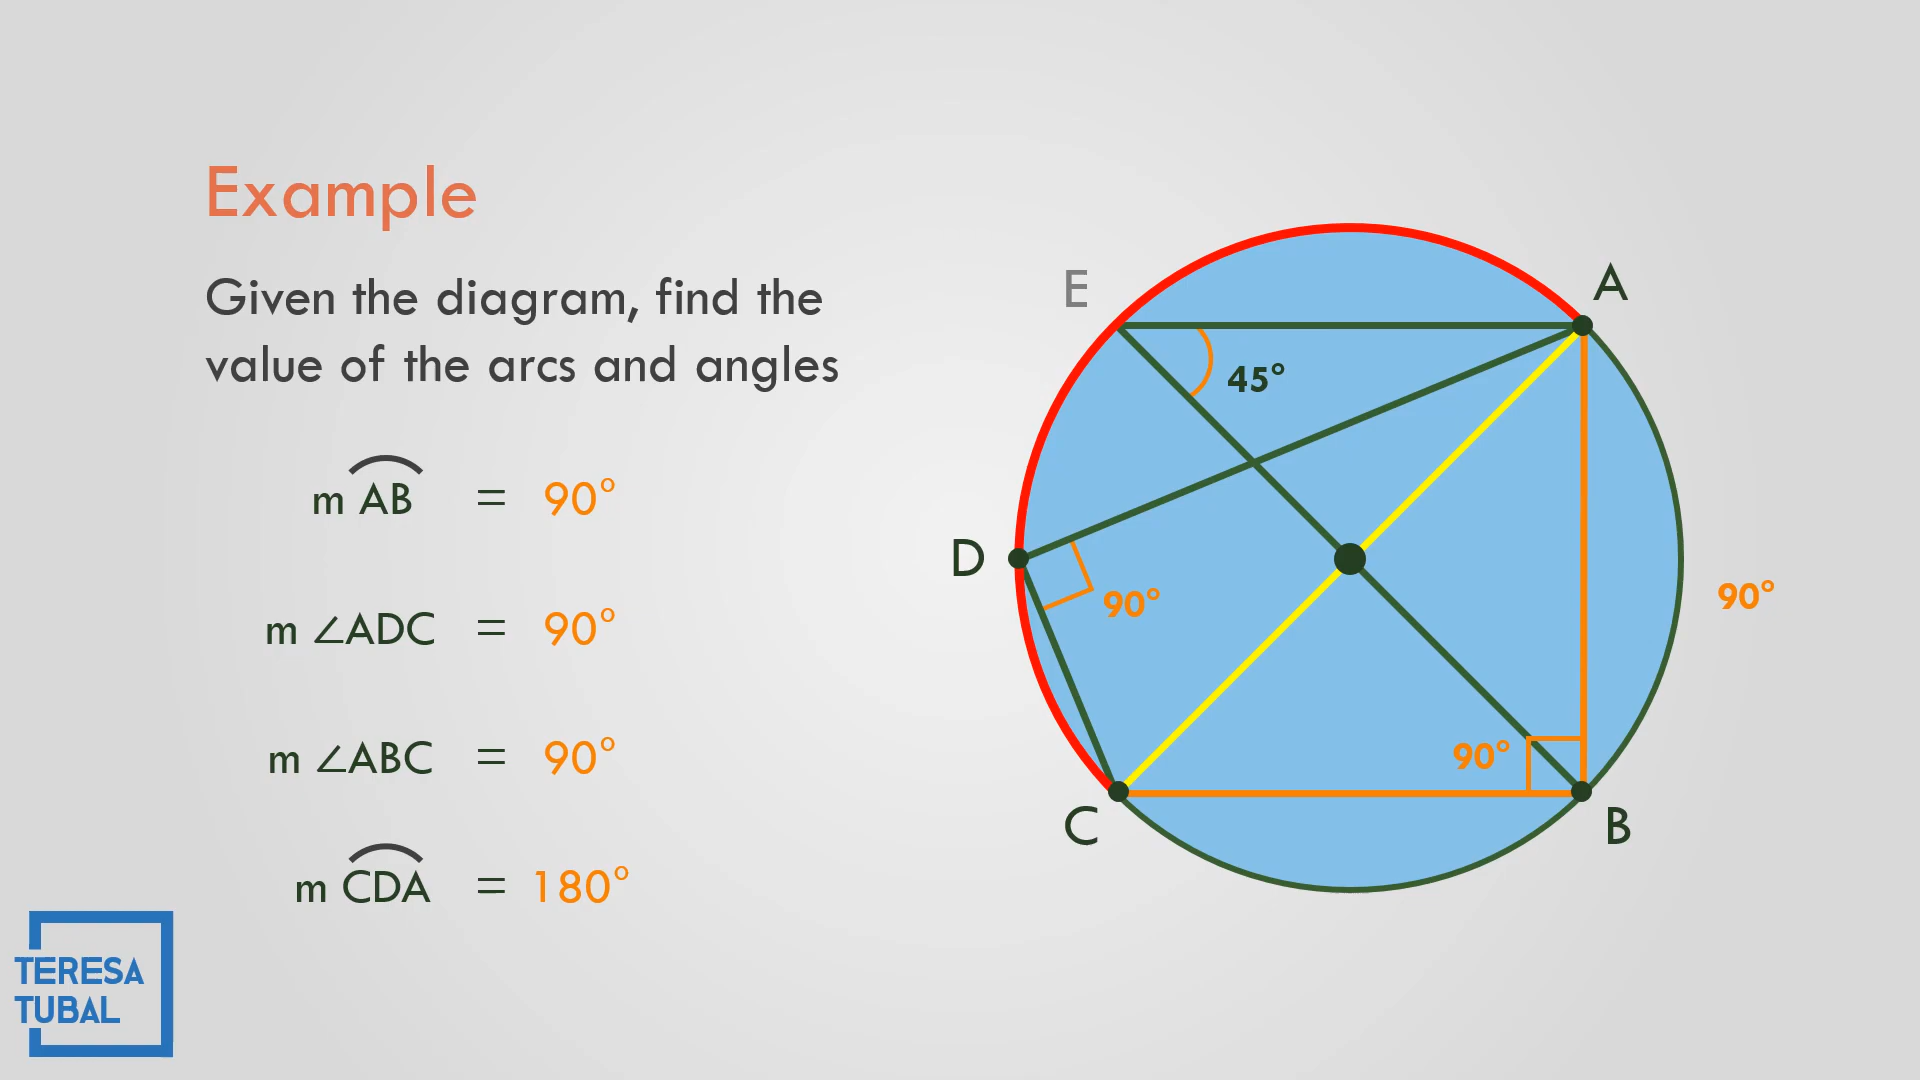 Example
Given the diagram, find the
value of the arcs and angles
m AB = 90°
m ∠ADC = 90°
m ∠ABC = 90°
m CDA = 180°
E
A
45°
D
90°
90°
90°
C
B
TERESA
TUBAL